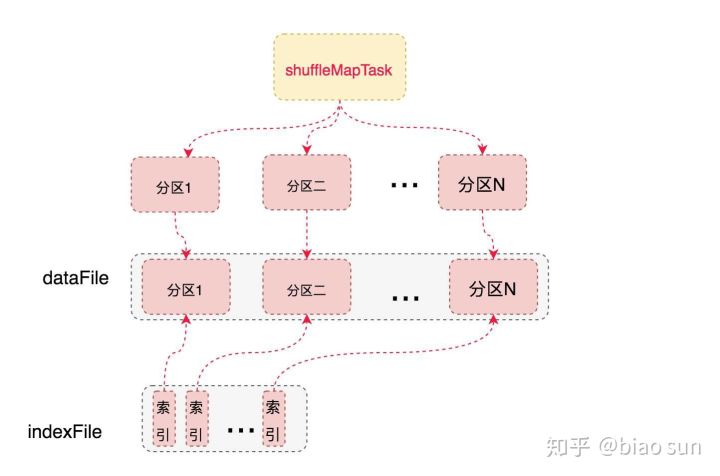 shuffleMapTask
分区1
分区二
...
分区N
dataFile
分区1
分区二
...
分区N
indexFile
索引
索引
...
索引
知乎 @biao sun